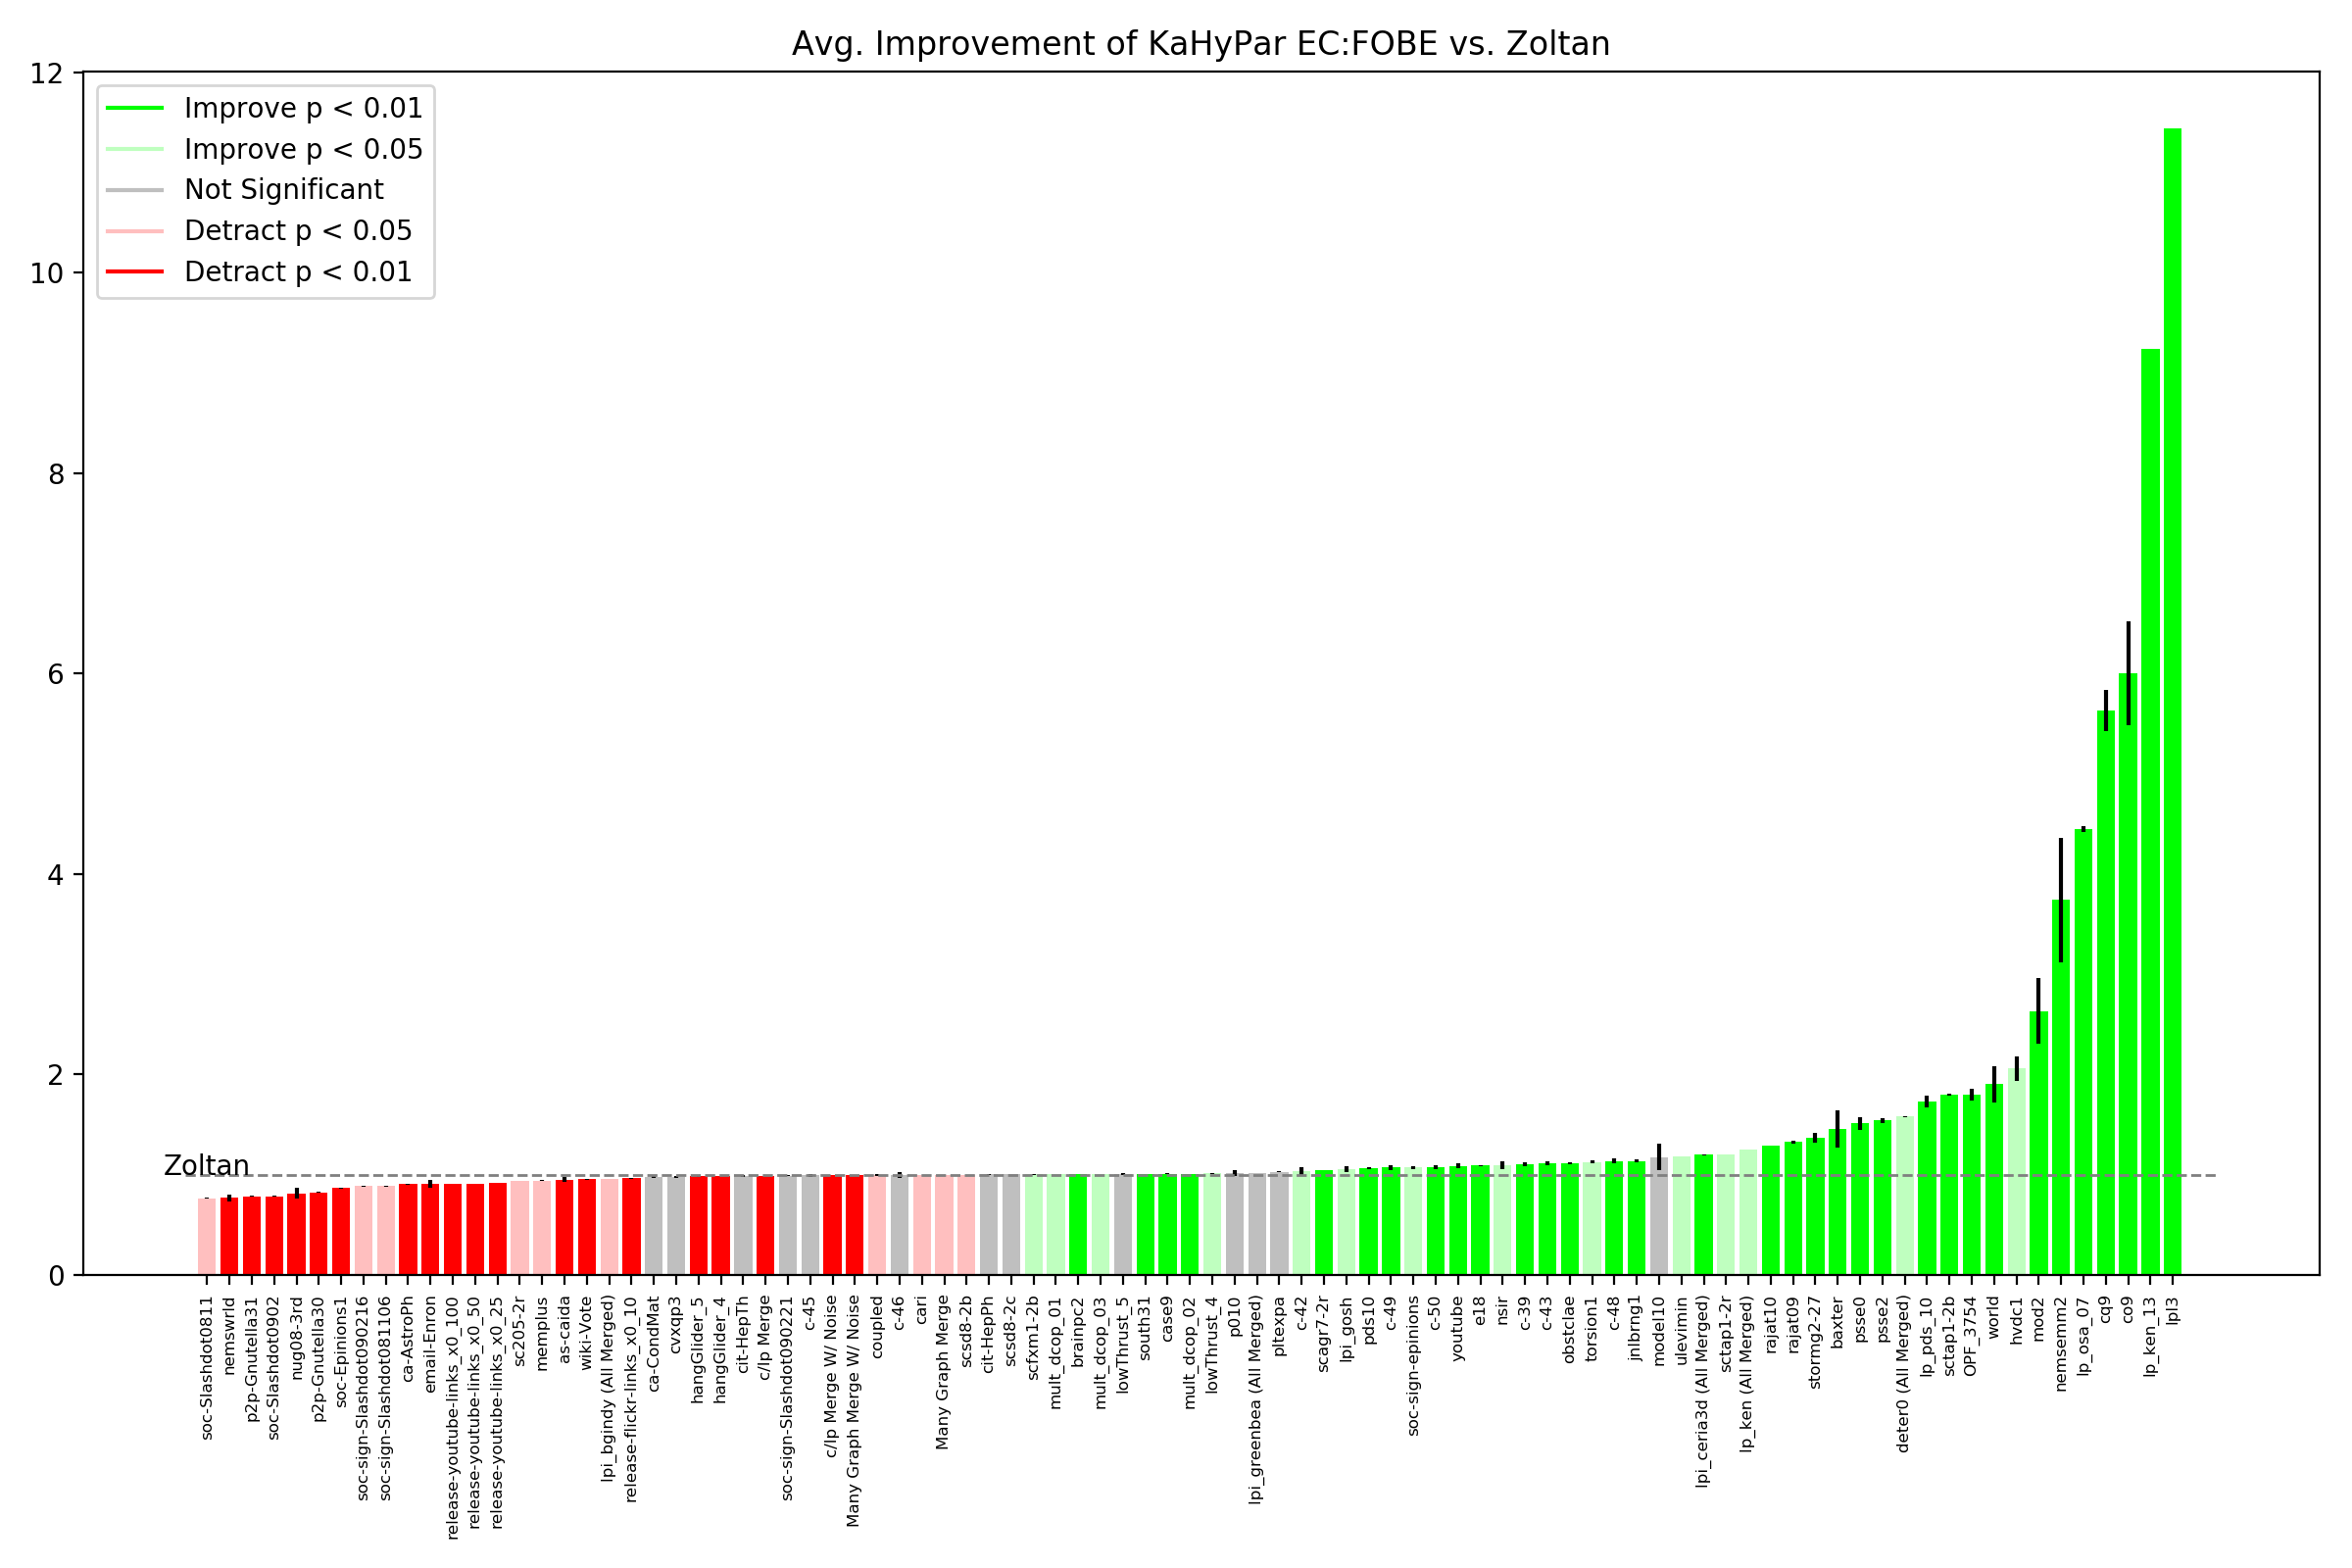 Avg. Improvement of KaHyPar EC:FOBE vs. Zoltan
12
10
8
6
4
2
0
Improve p < 0.01
Improve p < 0.05
Not Significant
Detract p < 0.05
Detract p < 0.01
Zoltan
soc-Slashdot0811
nemswrld
p2p-Gnutella31
soc-Slashdot0902
nug08-3rd
p2p-Gnutella30
soc-Epinions1
soc-sign-Slashdot090216
soc-sign-Slashdot081106
ca-AstroPh
email-Enron
release-youtube-links_x0_100
release-youtube-links_x0_50
release-youtube-links_x0_25
sc205-2r
memplus
as-caida
wiki-Vote
lpi_bgindy (All Merged)
release-flickr-links_x0_10
ca-CondMat
cvxqp3
hangGlider_5
hangGlider_4
cit-HepTh
c/lp Merge
soc-sign-Slashdot090221
c-45
c/lp Merge W/ Noise
Many Graph Merge W/ Noise
coupled
c-46
cari
Many Graph Merge
scsd8-2b
cit-HepPh
scsd8-2c
scfxm1-2b
mult_dcop_01
brainpc2
mult_dcop_03
lowThrust_5
south31
case9
mult_dcop_02
lowThrust_4
p010
lpi_greenbea (All Merged)
pltexpa
c-42
scagr7-2r
lpi_gosh
pds10
c-49
soc-sign-epinions
c-50
youtube
e18
nsir
c-39
c-43
obstclae
torsion1
c-48
jnlbrng1
model10
ulevimin
lpi_ceria3d (All Merged)
sctap1-2r
lp_ken (All Merged)
rajat10
rajat09
stormg2-27
baxter
psse0
psse2
deter0 (All Merged)
lp_pds_10
sctap1-2b
OPF_3754
world
hvdc1
mod2
nemsemm2
lp_osa_07
cq9
co9
lp_ken_13
lpl3